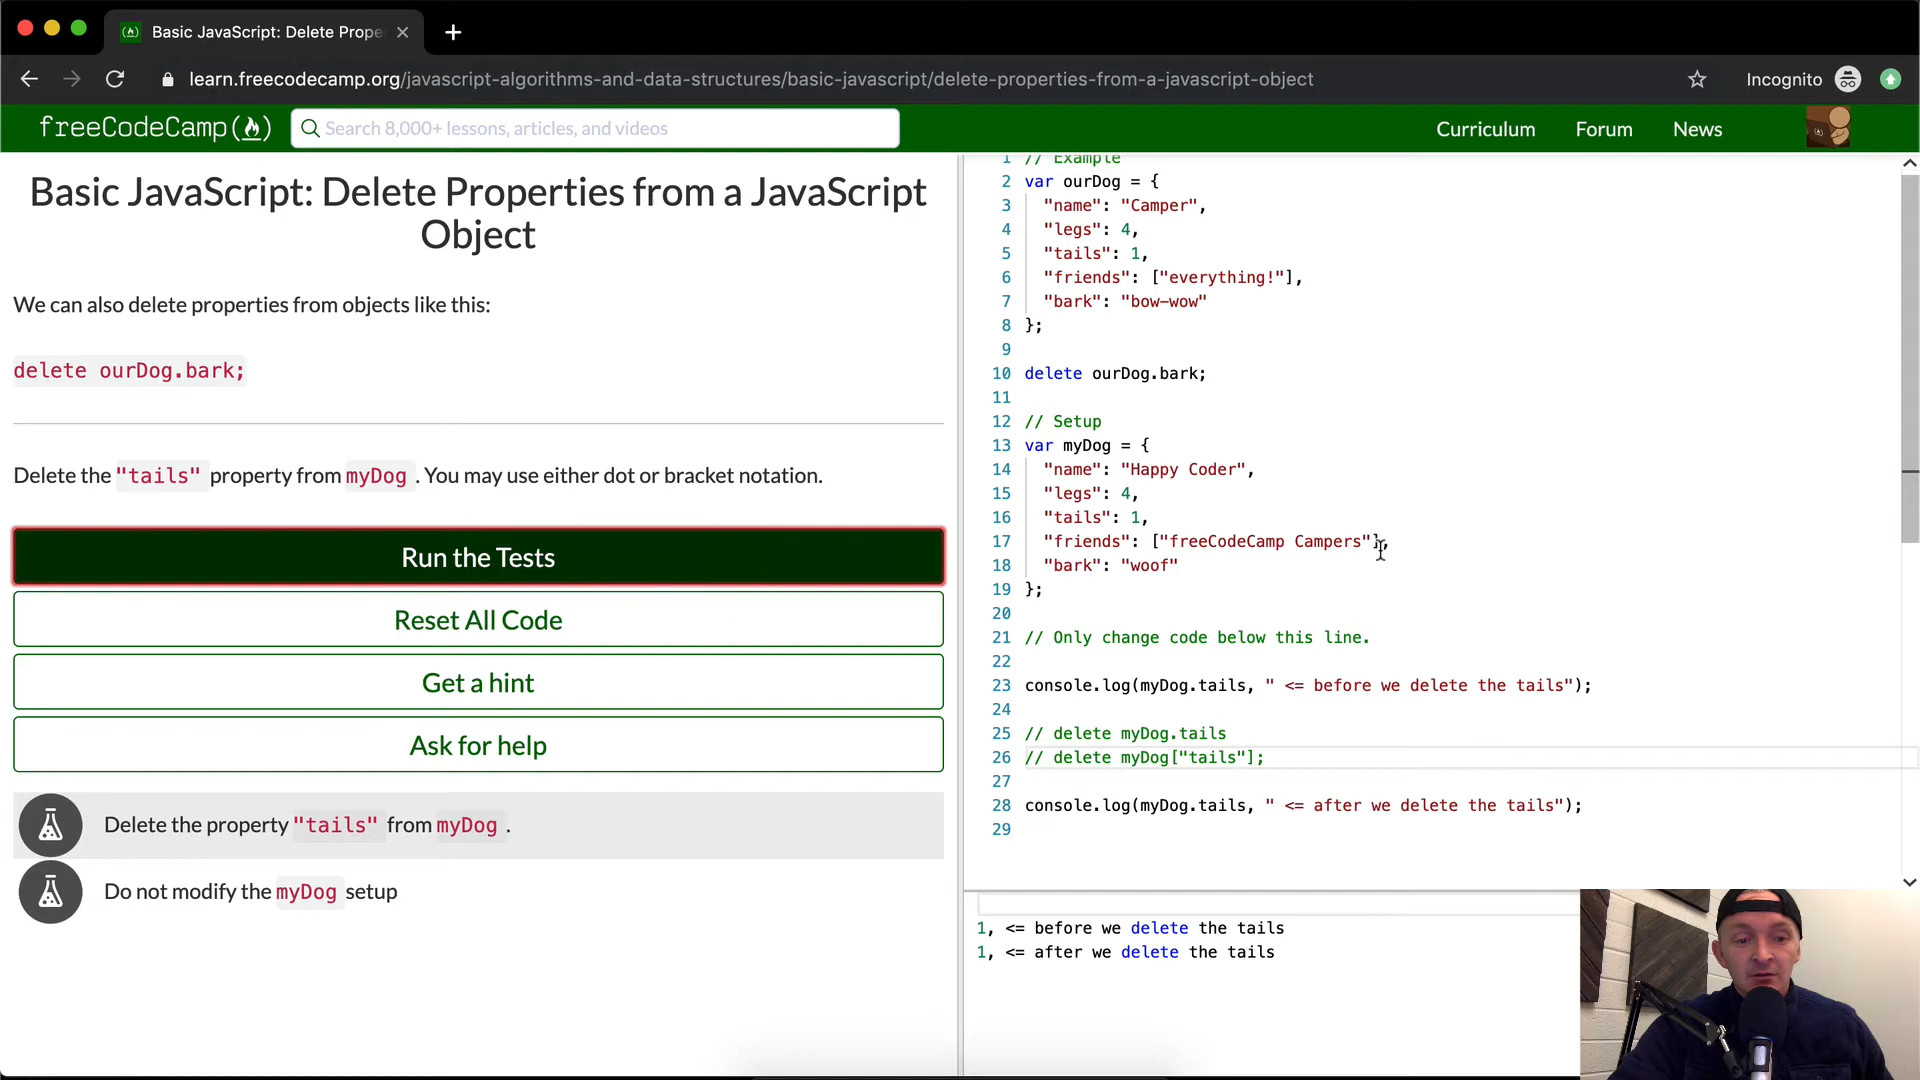 Basic JavaScript: Delete Prope
learn.freecodecamp.org/javascript-algorithms-and-data-structures/basic-javascript/delete-properties-from-a-javascript-object
Incognito
freeCodeCamp
Search 8,000+ lessons, articles, and videos
Curriculum
Forum
News
Basic JavaScript: Delete Properties from a JavaScript
Object
We can also delete properties from objects like this:
delete ourDog.bark;
Delete the "tails" property from myDog . You may use either dot or bracket notation.
Run the Tests
Reset All Code
Get a hint
Ask for help
Delete the property "tails" from myDog .
Do not modify the myDog setup
1 // Example
2 var ourDog = {
3 "name": "Camper",
4 "legs": 4,
5 "tails": 1,
6 "friends": ["everything!"],
7 "bark": "bow-wow"
8 };
9
10 delete ourDog.bark;
11
12 // Setup
13 var myDog = {
14 "name": "Happy Coder",
15 "legs": 4,
16 "tails": 1,
17 "friends": ["freeCodeCamp Campers"],
18 "bark": "woof"
19 };
20
21 // Only change code below this line.
22
23 console.log(myDog.tails, " <= before we delete the tails");
24
25 // delete myDog.tails
26 // delete myDog["tails"];
27
28 console.log(myDog.tails, " <= after we delete the tails");
29
1, <= before we delete the tails
1, <= after we delete the tails